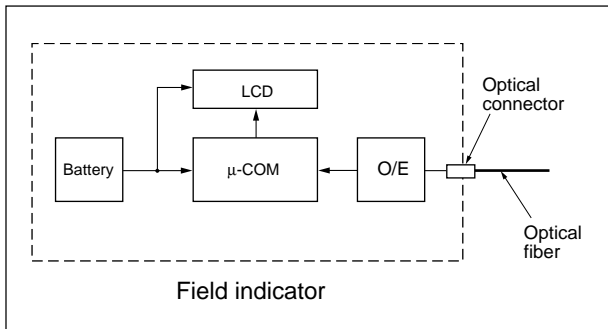 LCD
Optical
connector
Battery
μ-COM
O/E
Optical
fiber
Field indicator